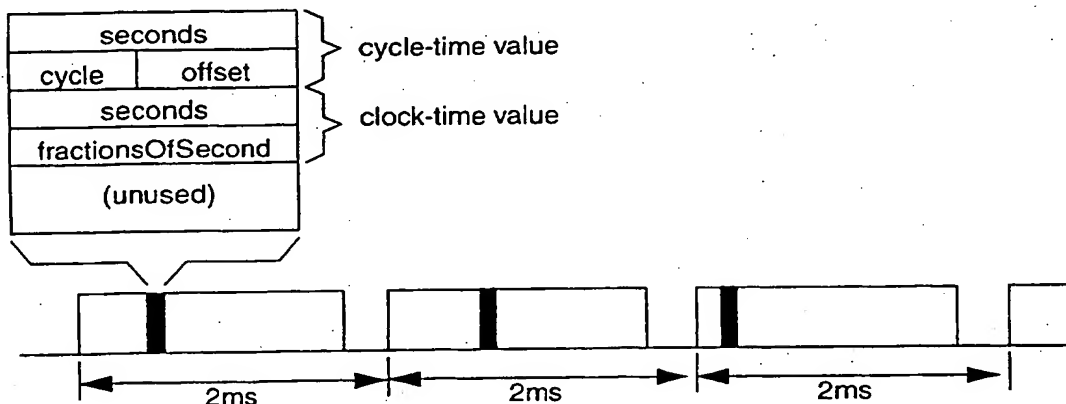 seconds
cycle-time value
cycle offset
seconds
clock-time value
fractionsOfSecond
(unused)
2ms 2ms 2ms